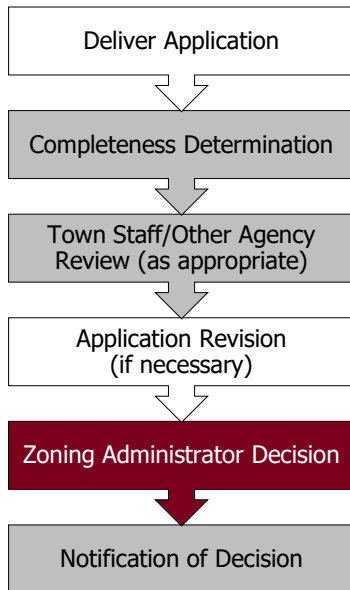 Deliver Application
Completeness Determination
Town Staff/Other Agency
Review (as appropriate)
Application Revision
(if necessary)
Zoning Administrator Decision
Notification of Decision